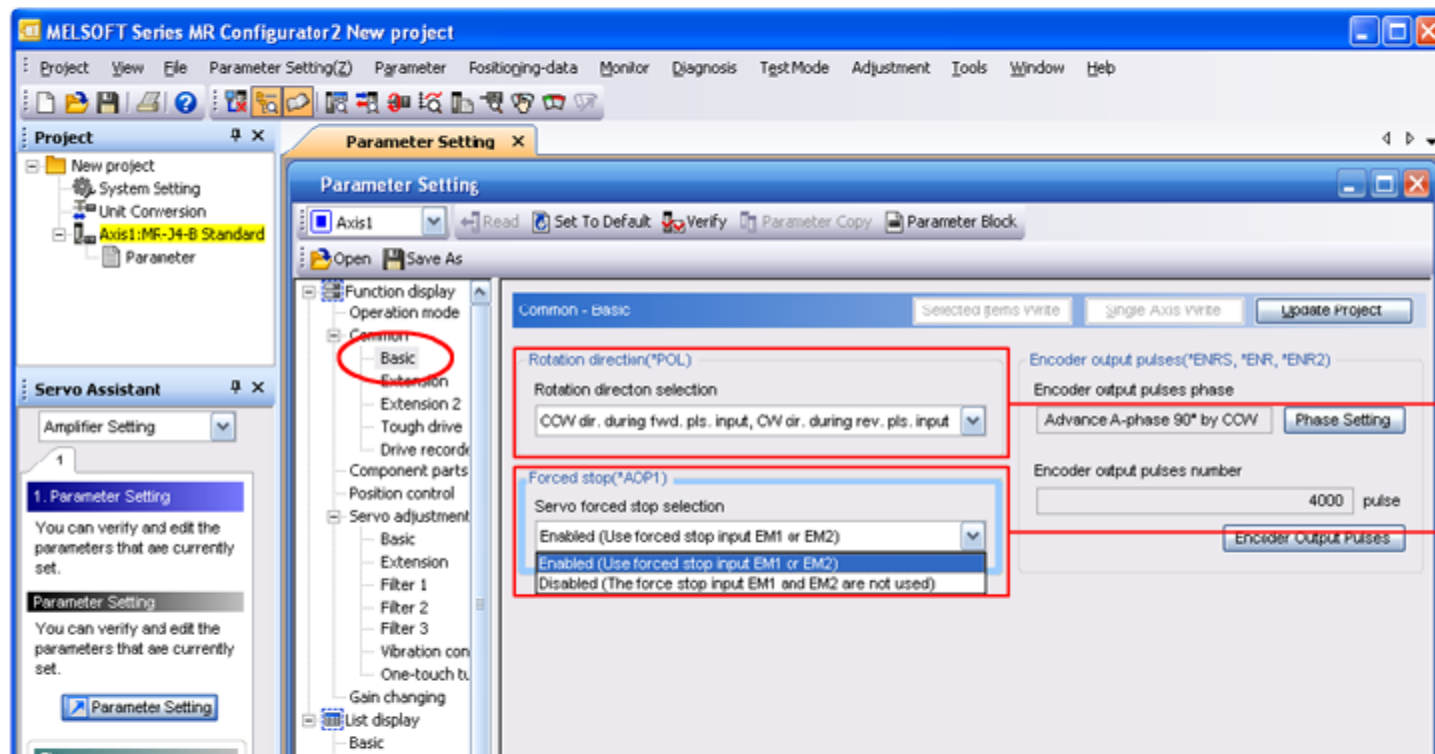 MELSOFT Series MR Configurator2 New project
Project View File Parameter Setting(Z) Parameter Positioning-data Monitor Diagnosis Test Mode Adjustment Tools Window Help
Project
New project
System Setting
Unit Conversion
Axis1:MR-J4-B Standard
Parameter
Servo Assistant
Amplifier Setting
1
1. Parameter Setting
You can verify and edit the
parameters that are currently
set.
Parameter Setting
You can verify and edit the
parameters that are currently
set.
Parameter Setting
Parameter Setting
Parameter Setting
Axis1 Read Set To Default Verify Parameter Copy Parameter Block
Open Save As
Function display
Operation mode
Common
Basic
Extension
Extension 2
Tough drive
Drive recorde
Component parts
Position control
Servo adjustment
Basic
Extension
Filter 1
Filter 2
Filter 3
Vibration con
One-touch tu
Gain changing
List display
Basic
Common - Basic Selected Items Write Single Axis Write Update Project
Rotation direction(*POL)
Rotation directon selection
CCW dir. during fwd. pls. input, CW dir. during rev. pls. input
Forced stop(*AOP1)
Servo forced stop selection
Enabled (Use forced stop input EM1 or EM2)
Enabled (Use forced stop input EM1 or EM2)
Disabled (The force stop input EM1 and EM2 are not used)
Encoder output pulses(*ENRS, *ENR, *ENR2)
Encoder output pulses phase
Advance A-phase 90° by CCW Phase Setting
Encoder output pulses number
4000 pulse
Encoder Output Pulses